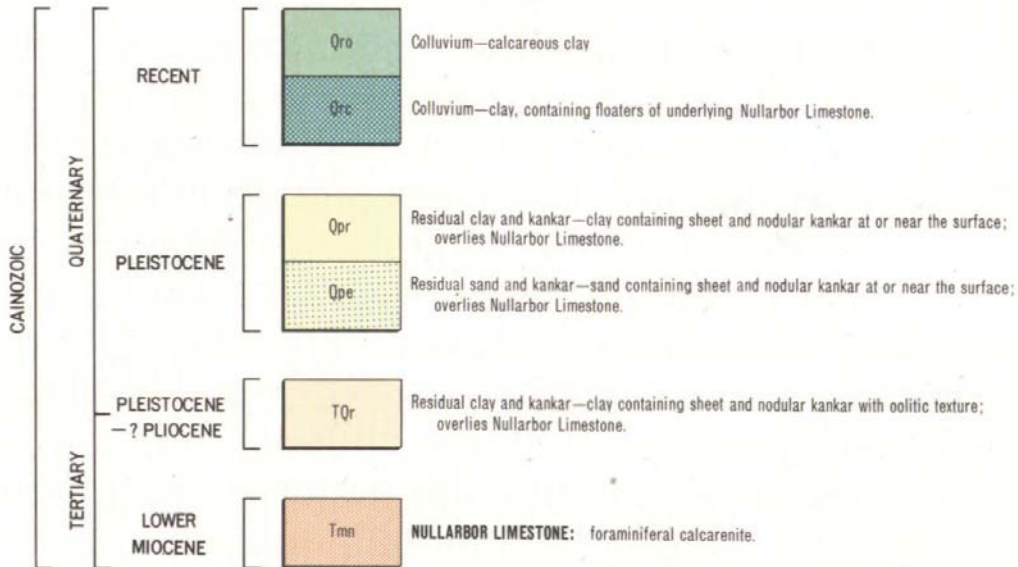 CAINOZOIC
QUATERNARY
TERTIARY
RECENT
Qro
Colluvium—calcareous clay
Qrc
Colluvium—clay, containing floaters of underlying Nullarbor Limestone.
PLEISTOCENE
Qpr
Residual clay and kankar—clay containing sheet and nodular kankar at or near the surface;
overlies Nullarbor Limestone.
Qpe
Residual sand and kankar—sand containing sheet and nodular kankar at or near the surface;
overlies Nullarbor Limestone.
PLEISTOCENE
—? PLIOCENE
TQr
Residual clay and kankar—clay containing sheet and nodular kankar with oolitic texture;
overlies Nullarbor Limestone.
LOWER
MIOCENE
Tmn
NULLARBOR LIMESTONE: foraminiferal calcarenite.